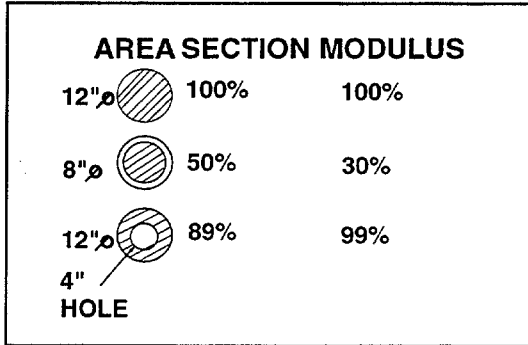 AREA SECTION MODULUS
12"⌀ 100% 100%
8"⌀ 50% 30%
12"⌀ 89% 99%
4"
HOLE